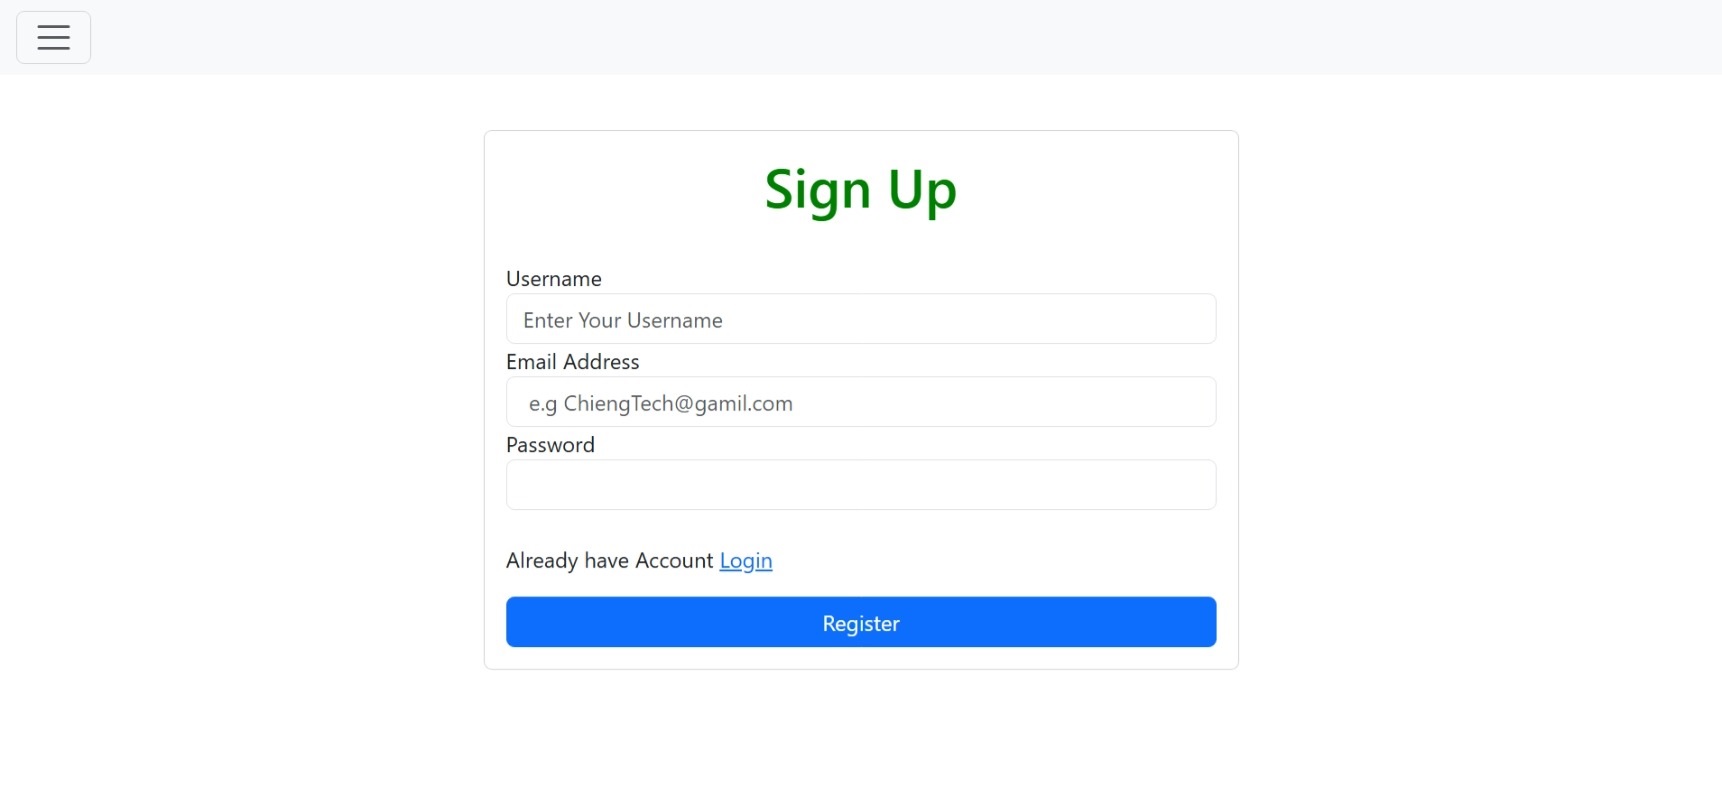 Sign Up
Username
Enter Your Username
Email Address
e.g ChiengTech@gamil.com
Password
Already have Account Login
Register